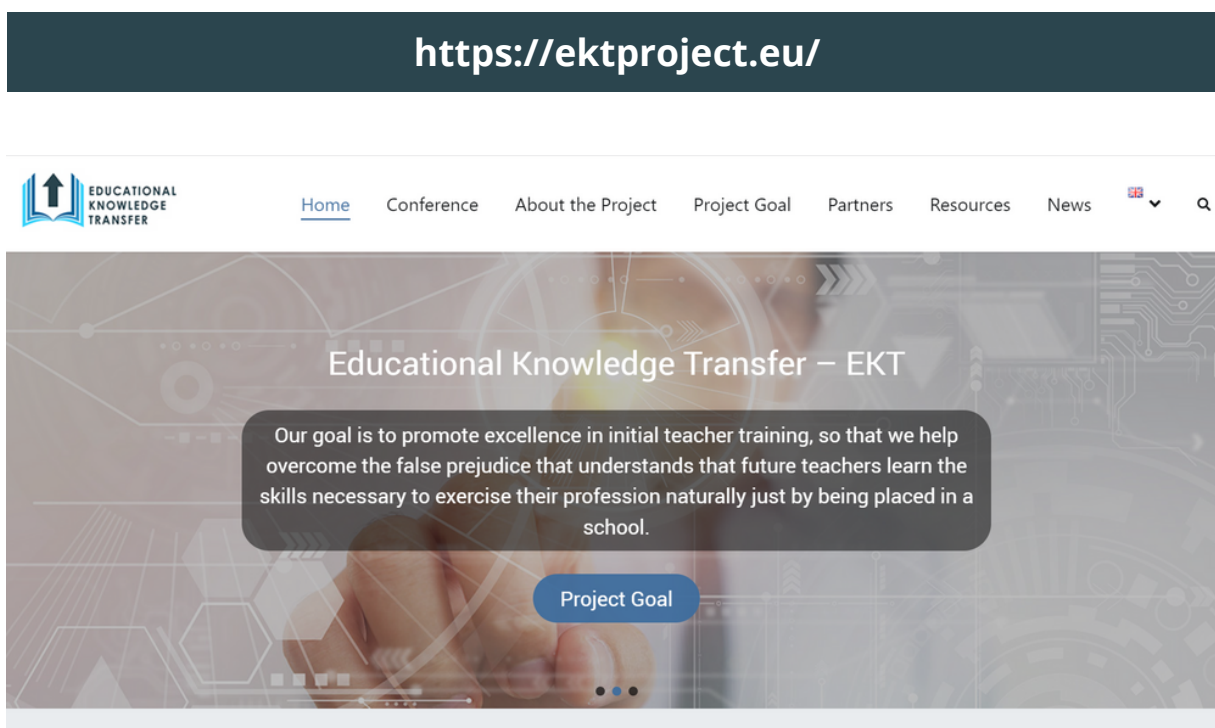 https://ektproject.eu/
EDUCATIONAL
KNOWLEDGE
TRANSFER
Home Conference About the Project Project Goal Partners Resources News
Educational Knowledge Transfer – EKT
Our goal is to promote excellence in initial teacher training, so that we help
overcome the false prejudice that understands that future teachers learn the
skills necessary to exercise their profession naturally just by being placed in a
school.
Project Goal